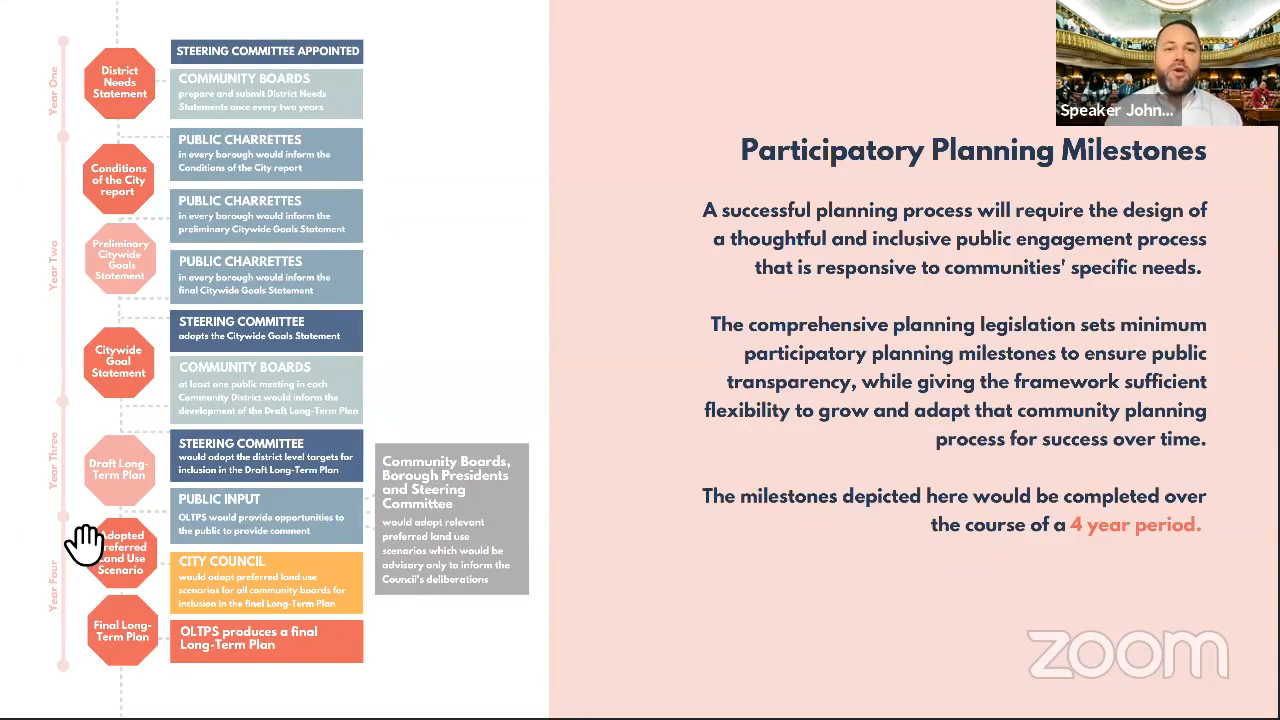 Year One
District
Needs
Statement
STEERING COMMITTEE APPOINTED
COMMUNITY BOARDS
prepare and submit District Needs
Statements once every two years
PUBLIC CHARRETTES
in every borough would inform the
Conditions of the City report
Conditions
of the City
report
Year Two
PUBLIC CHARRETTES
in every borough would inform the
preliminary Citywide Goals Statement
Preliminary
Citywide
Goals
Statement
PUBLIC CHARRETTES
in every borough would inform the
final Citywide Goals Statement
STEERING COMMITTEE
adopts the Citywide Goals Statement
Citywide
Goal
Statement
COMMUNITY BOARDS
at least one public meeting in each
Community District would inform the
development of the Draft Long-Term Plan
Year Three
STEERING COMMITTEE
would adopt the district level targets for
inclusion in the Draft Long-Term Plan
Draft Long-
Term Plan
PUBLIC INPUT
OLTPS would provide opportunities to
the public to provide comment
Community Boards,
Borough Presidents
and Steering
Committee
would adopt relevant
preferred land use
scenarios which would be
advisory only to inform the
Council's deliberations
Year Four
Adopted
Preferred
Land Use
Scenario
CITY COUNCIL
would adopt preferred land use
scenarios for all community boards for
inclusion in the final Long-Term Plan
Final Long-
Term Plan
OLTPS produces a final
Long-Term Plan
Speaker John...
Participatory Planning Milestones
A successful planning process will require the design of
a thoughtful and inclusive public engagement process
that is responsive to communities' specific needs.
The comprehensive planning legislation sets minimum
participatory planning milestones to ensure public
transparency, while giving the framework sufficient
flexibility to grow and adapt that community planning
process for success over time.
The milestones depicted here would be completed over
the course of a 4 year period.
zoom